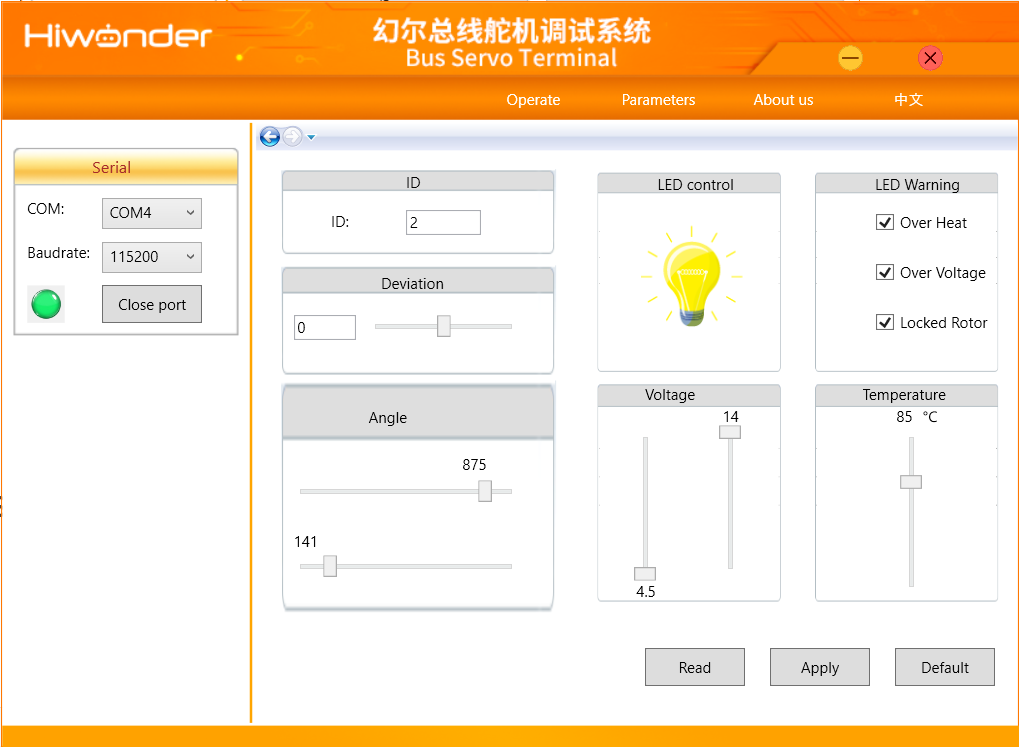 Hiwonder
幻尔总线舵机调试系统
Bus Servo Terminal
Operate
Parameters
About us
中文
Serial
COM:
COM4
Baudrate:
115200
Close port
ID
ID:
2
Deviation
0
Angle
875
141
LED control
LED Warning
Over Heat
Over Voltage
Locked Rotor
Voltage
14
4.5
Temperature
85 °C
Read
Apply
Default